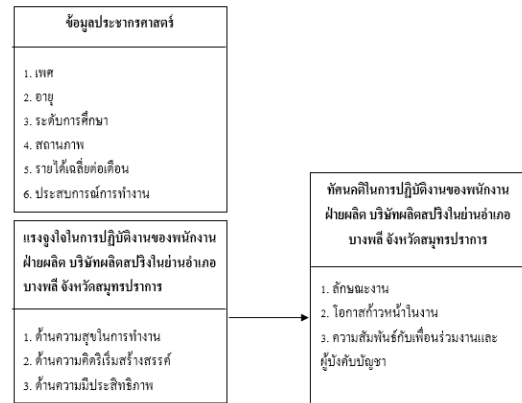 ข้อมูลประชากรศาสตร์
1. เพศ
2. อายุ
3. ระดับการศึกษา
4. สถานภาพ
5. รายได้เฉลี่ยต่อเดือน
6. ประสบการณ์การทำงาน
แรงจูงใจในการปฏิบัติงานของพนักงาน
ฝ่ายผลิต บริษัทผลิตสปริงในย่านอำเภอ
บางพลี จังหวัดสมุทรปราการ
1. ด้านความสุขในการทำงาน
2. ด้านความคิดริเริ่มสร้างสรรค์
3. ด้านความมีประสิทธิภาพ
ทัศนคติในการปฏิบัติงานของพนักงาน
ฝ่ายผลิต บริษัทผลิตสปริงในย่านอำเภอ
บางพลี จังหวัดสมุทรปราการ
1. ลักษณะงาน
2. โอกาสก้าวหน้าในงาน
3. ความสัมพันธ์กับเพื่อนร่วมงานและ
ผู้บังคับบัญชา